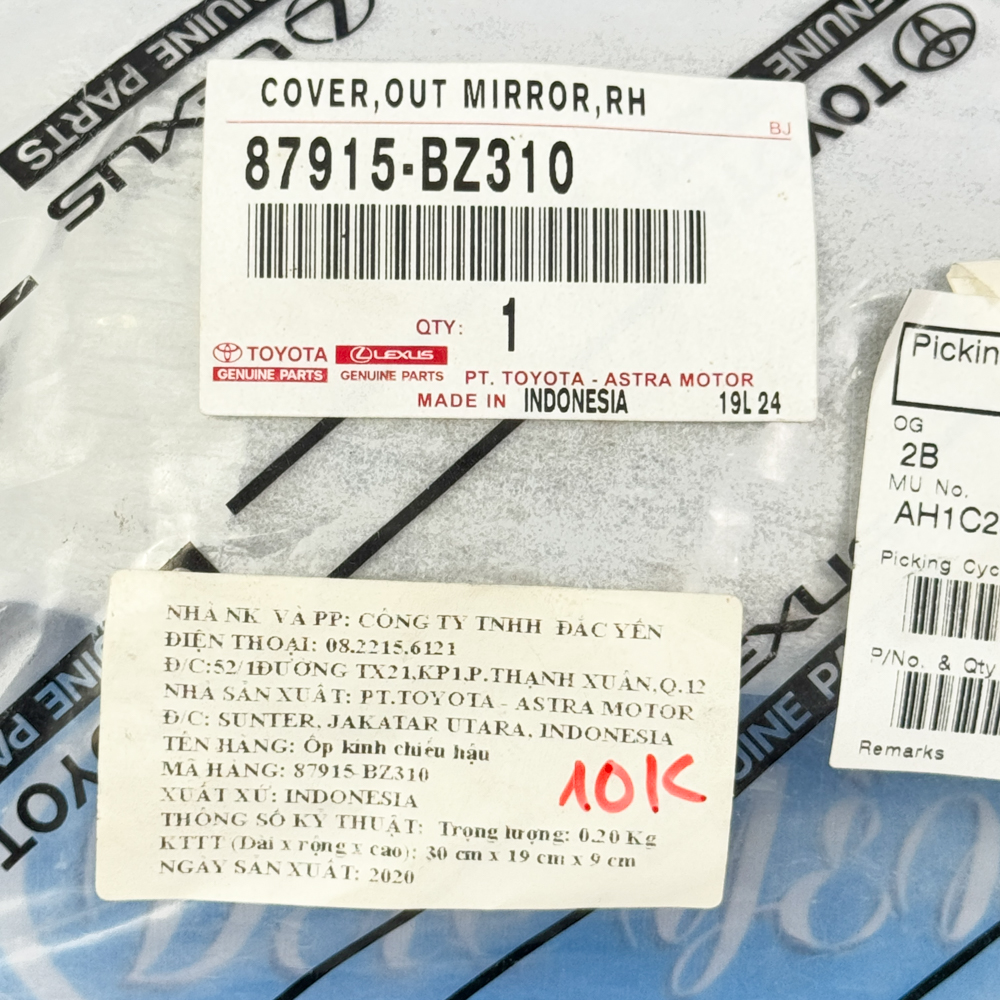 COVER,OUT MIRROR,RH
BJ
87915-BZ310
QTY: 1
TOYOTA LEXUS
GENUINE PARTS GENUINE PARTS PT. TOYOTA - ASTRA MOTOR
MADE IN INDONESIA 19L 24
Pickin
OG
2B
MU No.
AH1C2
Picking Cyc
P/No. & Qty
Remarks
NHÀ NK VÀ PP: CÔNG TY TNHH ĐẮC YẾN
ĐIỆN THOẠI: 08.2215.6121
Đ/C:52/1ĐƯỜNG TX21,KP1,P.THẠNH XUÂN,Q.12
NHÀ SẢN XUẤT: PT.TOYOTA - ASTRA MOTOR
Đ/C: SUNTER, JAKATAR UTARA, INDONESIA
TÊN HÀNG: Ốp kính chiếu hậu
MÃ HÀNG: 87915-BZ310
XUẤT XỨ: INDONESIA
THÔNG SỐ KỸ THUẬT: Trọng lượng: 0.20 Kg
KTTT (Dài x rộng x cao): 30 cm x 19 cm x 9 cm
NGÀY SẢN XUẤT: 2020
10K
GENUINE PARTS
LEXUS
TOYOTA